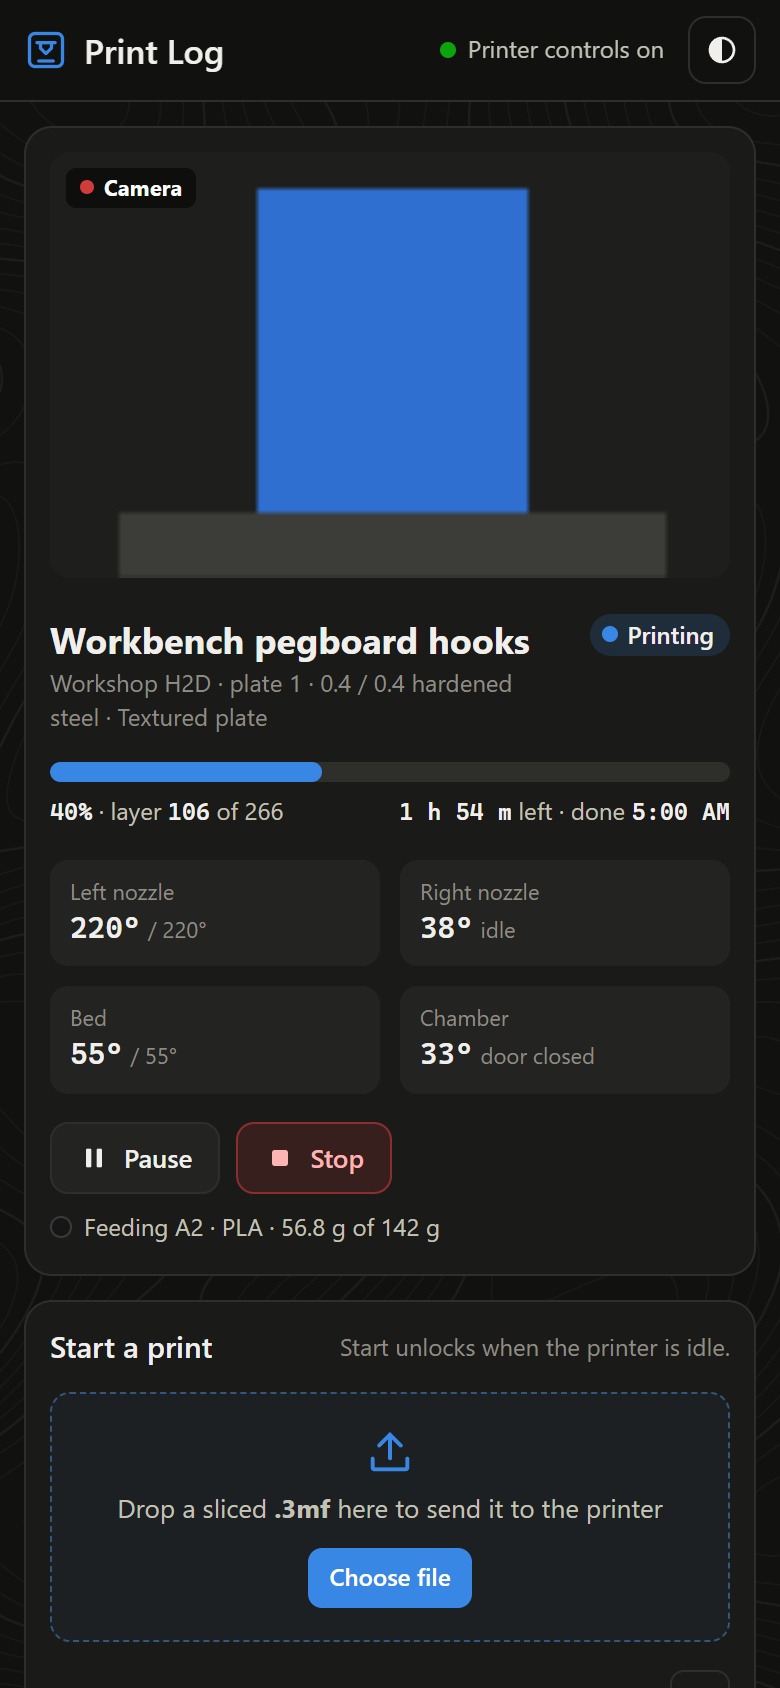 Print Log
Printer controls on
Camera
Workbench pegboard hooks
Printing
Workshop H2D · plate 1 · 0.4 / 0.4 hardened
steel · Textured plate
40% · layer 106 of 266
1 h 54 m left · done 5:00 AM
Left nozzle
220° / 220°
Right nozzle
38° idle
Bed
55° / 55°
Chamber
33° door closed
Pause
Stop
Feeding A2 · PLA · 56.8 g of 142 g
Start a print
Start unlocks when the printer is idle.
Drop a sliced .3mf here to send it to the printer
Choose file